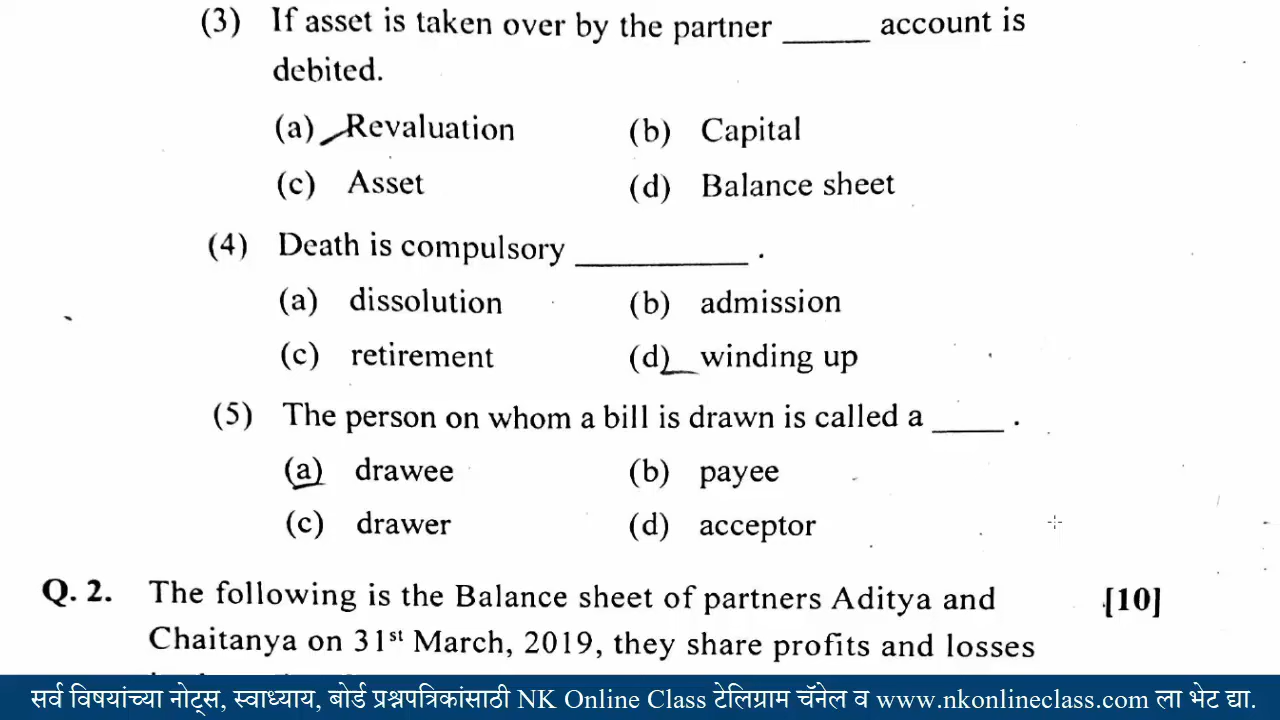 (3) If asset is taken over by the partner _____ account is
debited.
(a) Revaluation (b) Capital
(c) Asset (d) Balance sheet
(4) Death is compulsory __________ .
(a) dissolution (b) admission
(c) retirement (d) winding up
(5) The person on whom a bill is drawn is called a ____ .
(a) drawee (b) payee
(c) drawer (d) acceptor
Q. 2. The following is the Balance sheet of partners Aditya and [10]
Chaitanya on 31st March, 2019, they share profits and losses
सर्व विषयांच्या नोट्स, स्वाध्याय, बोर्ड प्रश्नपत्रिकांसाठी NK Online Class टेलिग्राम चॅनेल व www.nkonlineclass.com ला भेट द्या.